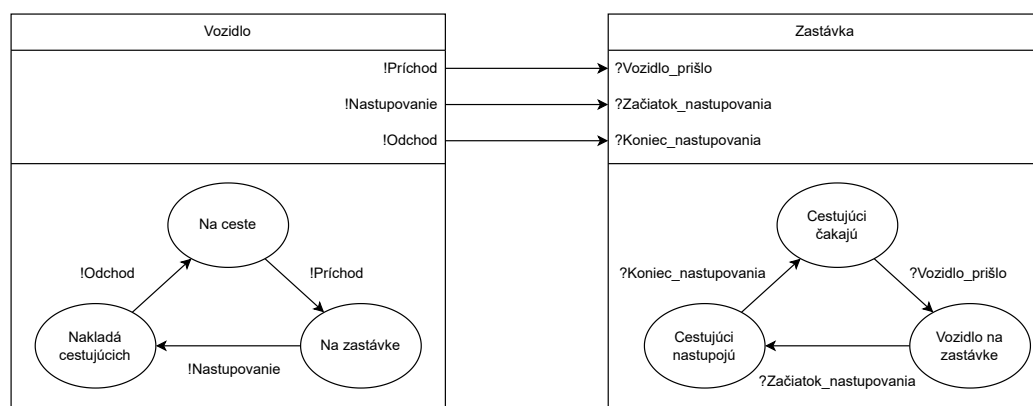 Vozidlo
!Príchod
!Nastupovanie
!Odchod
Na ceste
!Odchod
!Príchod
Nakladá
cestujúcich
Na zastávke
!Nastupovanie
Zastávka
?Vozidlo_prišlo
?Začiatok_nastupovania
?Koniec_nastupovania
Cestujúci
čakajú
?Koniec_nastupovania
?Vozidlo_prišlo
Cestujúci
nastupojú
Vozidlo na
zastávke
?Začiatok_nastupovania